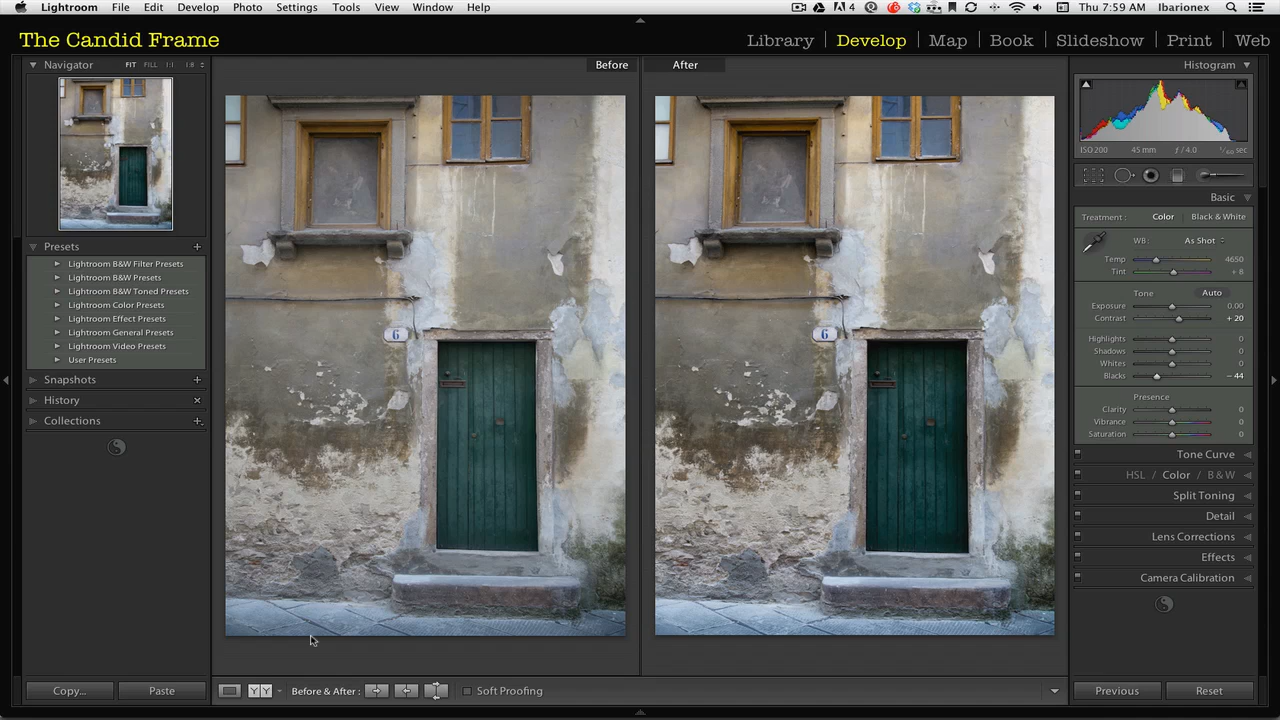 Lightroom File Edit Develop Photo Settings Tools View Window Help 4 Thu 7:59 AM Ibarionex
The Candid Frame Library Develop Map Book Slideshow Print Web
Navigator FIT FILL 1:1 1:8 Before After Histogram
ISO 200 45 mm f / 4.0 sec
Basic
Treatment : Color Black & White
WB : As Shot
Temp 4650
Tint + 8
Tone Auto
Exposure 0.00
Contrast + 20
Highlights 0
Shadows 0
Whites 0
Blacks − 44
Presence
Clarity 0
Vibrance 0
Saturation 0
Tone Curve
HSL / Color / B & W
Split Toning
Detail
Lens Corrections
Effects
Camera Calibration
Presets +
Lightroom B&W Filter Presets
Lightroom B&W Presets
Lightroom B&W Toned Presets
Lightroom Color Presets
Lightroom Effect Presets
Lightroom General Presets
Lightroom Video Presets
User Presets
Snapshots +
History ×
Collections +
6 6
Copy... Paste YY Before & After : Soft Proofing Previous Reset